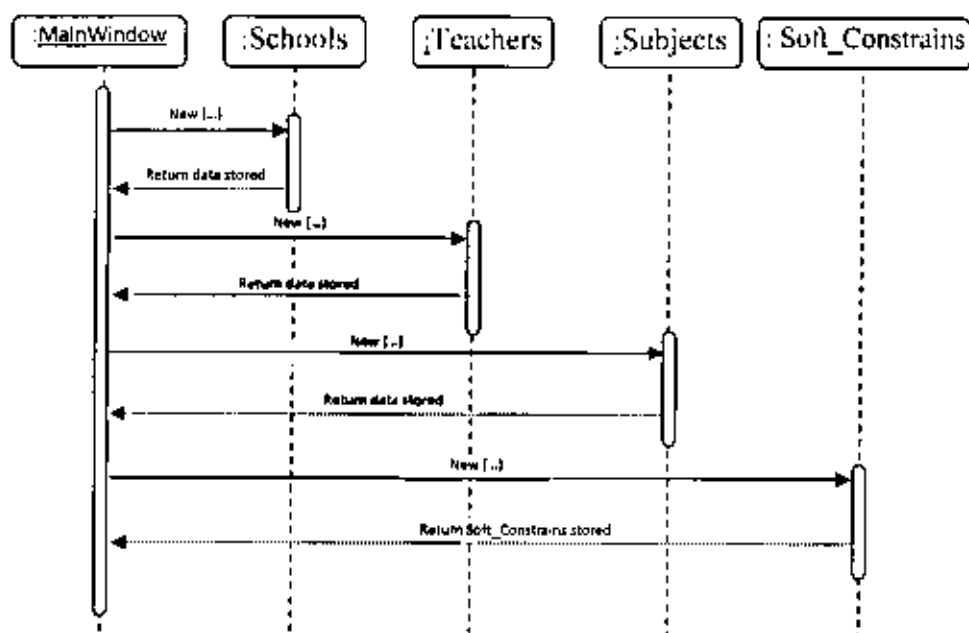 :MainWindow
:Schools
:Teachers
:Subjects
: Soft_Constrains
New (...)
Return data stored
New (...)
Return data stored
New (...)
Return data stored
New (...)
Return Soft_Constrains stored